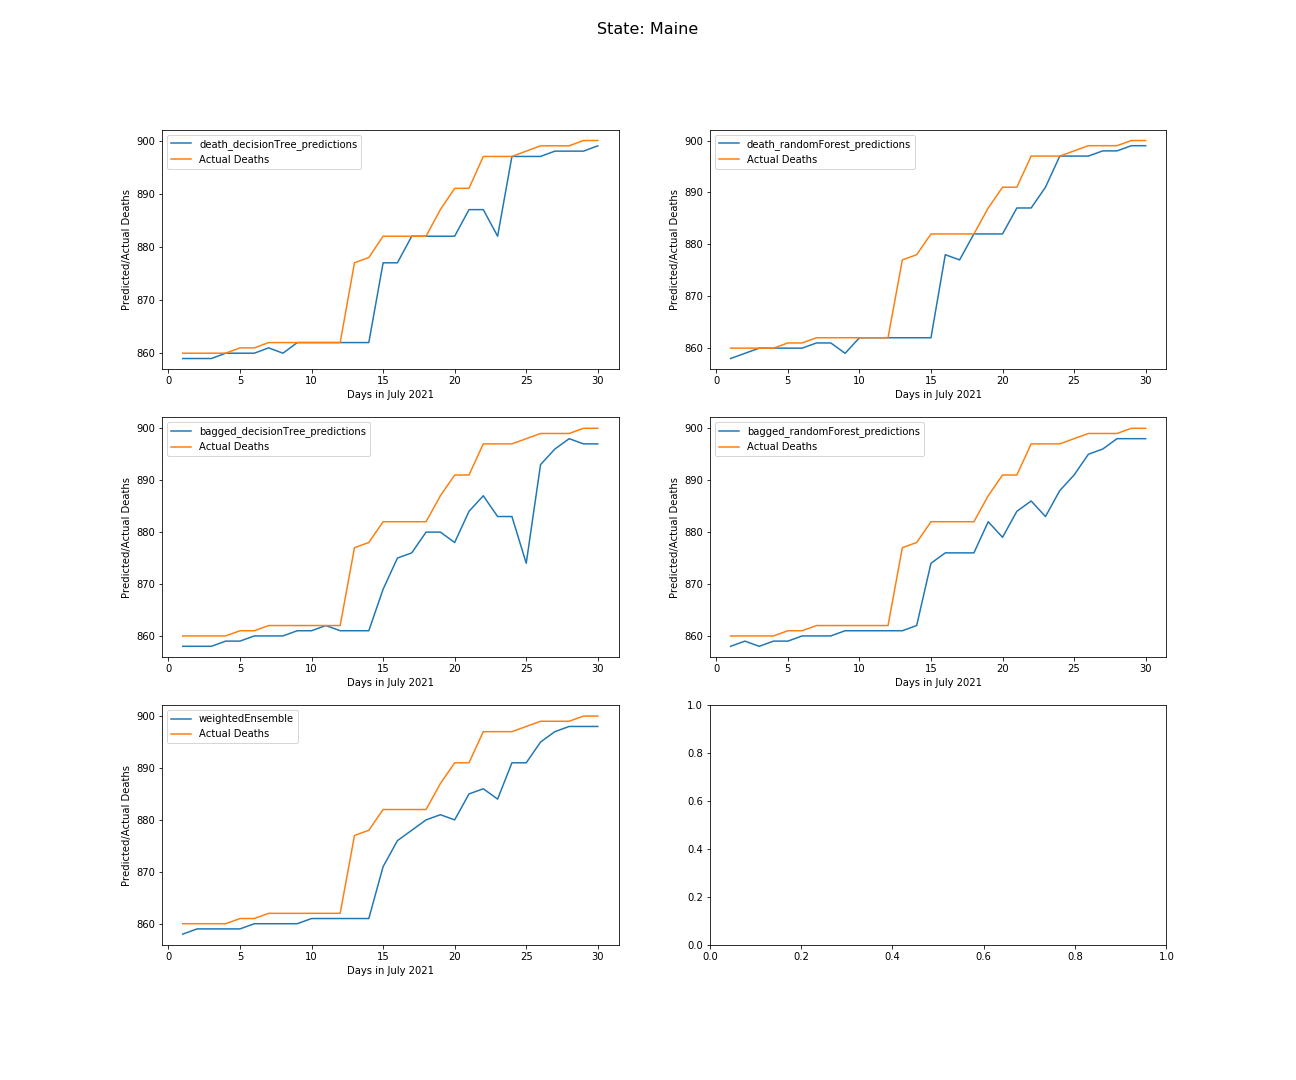 State: Maine
death_decisionTree_predictions
Actual Deaths
Predicted/Actual Deaths
900
890
880
870
860
0 5 10 15 20 25 30
Days in July 2021
death_randomForest_predictions
Actual Deaths
Predicted/Actual Deaths
900
890
880
870
860
0 5 10 15 20 25 30
Days in July 2021
bagged_decisionTree_predictions
Actual Deaths
Predicted/Actual Deaths
900
890
880
870
860
0 5 10 15 20 25 30
Days in July 2021
bagged_randomForest_predictions
Actual Deaths
Predicted/Actual Deaths
900
890
880
870
860
0 5 10 15 20 25 30
Days in July 2021
weightedEnsemble
Actual Deaths
Predicted/Actual Deaths
900
890
880
870
860
0 5 10 15 20 25 30
Days in July 2021
1.0
0.8
0.6
0.4
0.2
0.0
0.0 0.2 0.4 0.6 0.8 1.0